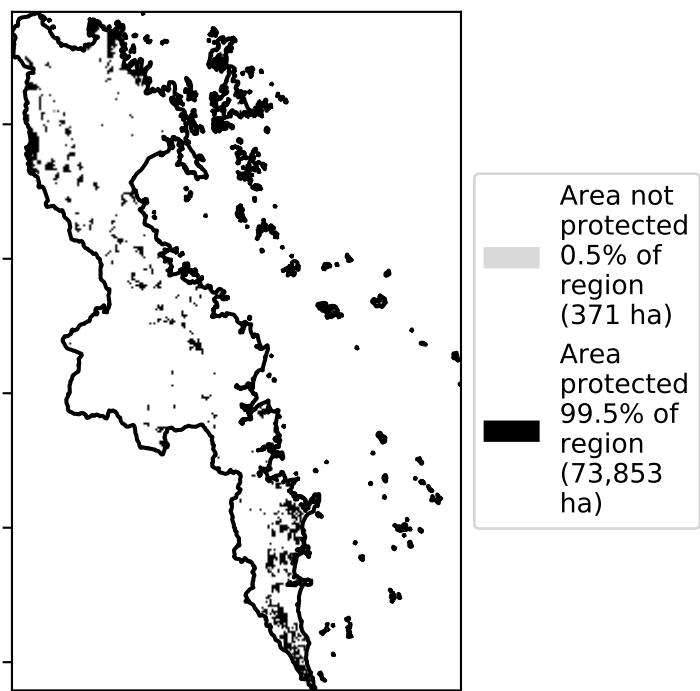 Area not
protected
0.5% of
region
(371 ha)
Area
protected
99.5% of
region
(73,853
ha)